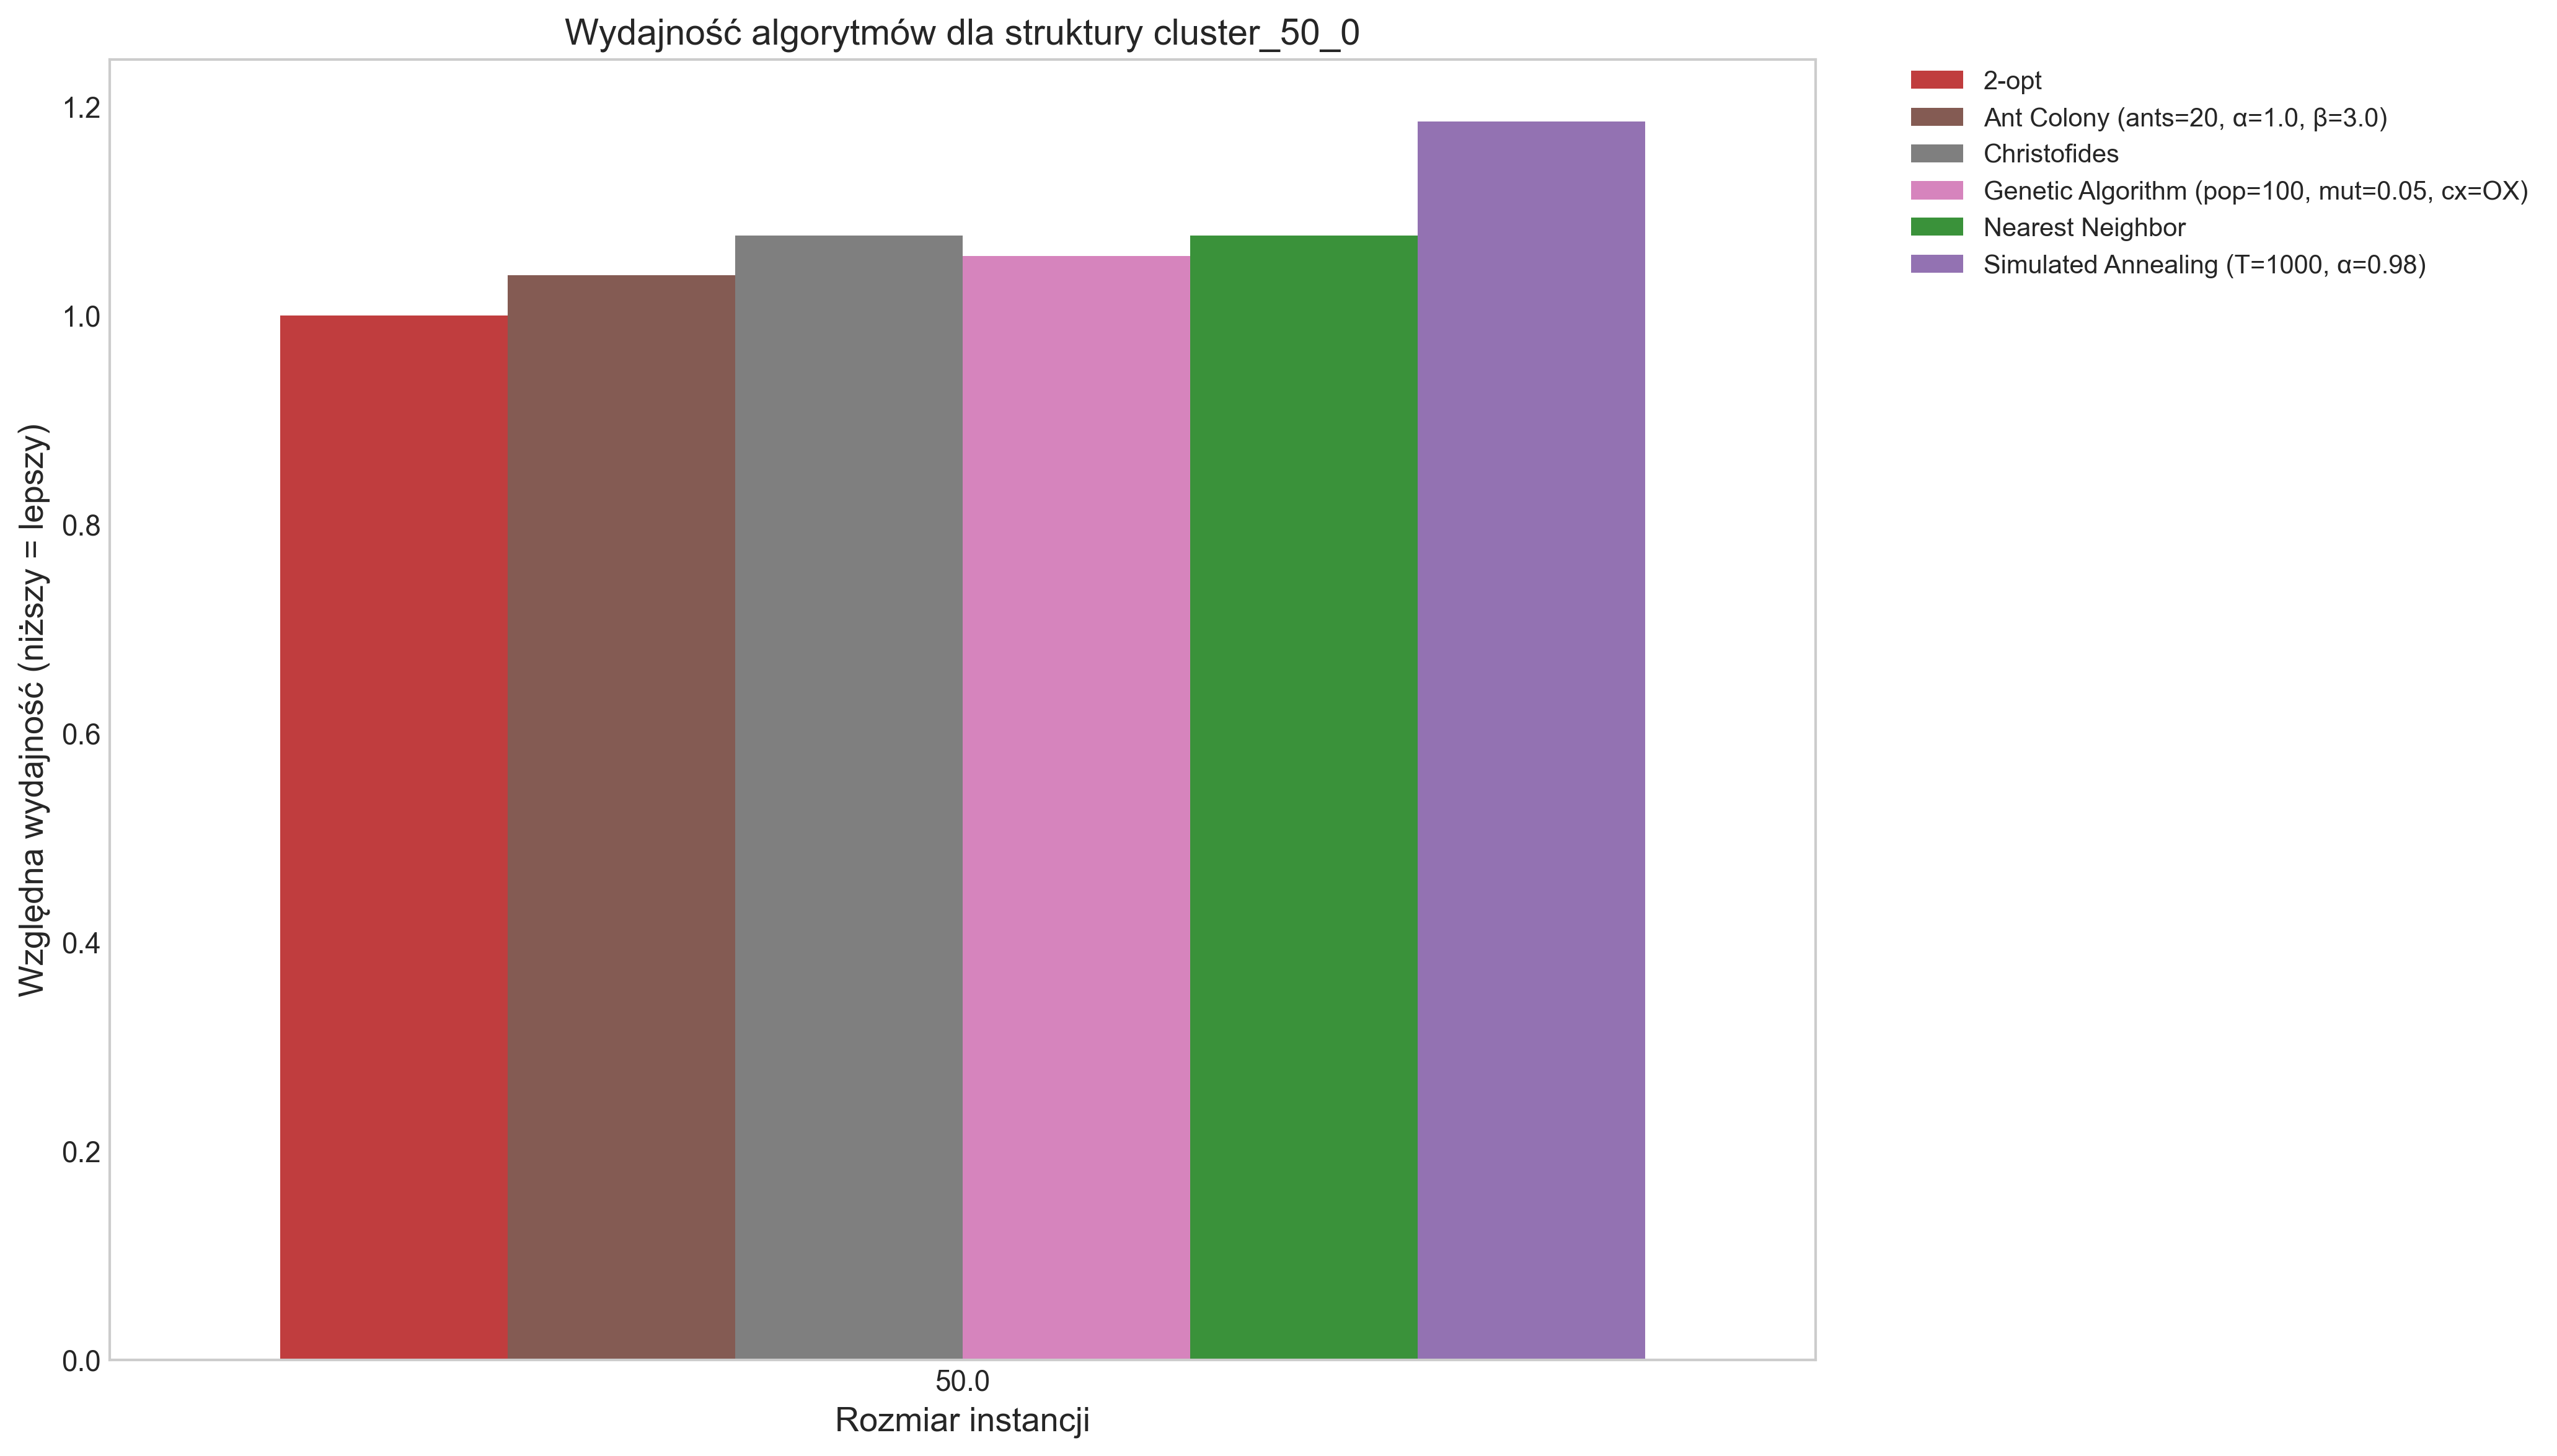 Wydajność algorytmów dla struktury cluster_50_0
Względna wydajność (niższy = lepszy)
1.2
1.0
0.8
0.6
0.4
0.2
0.0
50.0
Rozmiar instancji
2-opt
Ant Colony (ants=20, α=1.0, β=3.0)
Christofides
Genetic Algorithm (pop=100, mut=0.05, cx=OX)
Nearest Neighbor
Simulated Annealing (T=1000, α=0.98)